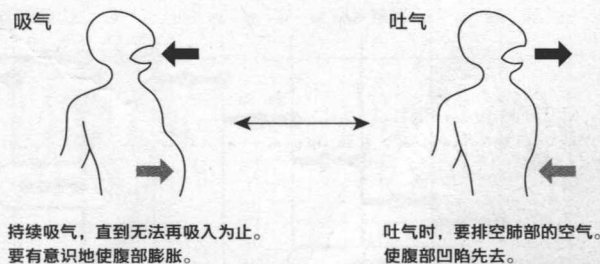 吸气
吐气
持续吸气，直到无法再吸入为止。
要有意识地使腹部膨胀。
吐气时，要排空肺部的空气。
使腹部凹陷先去。